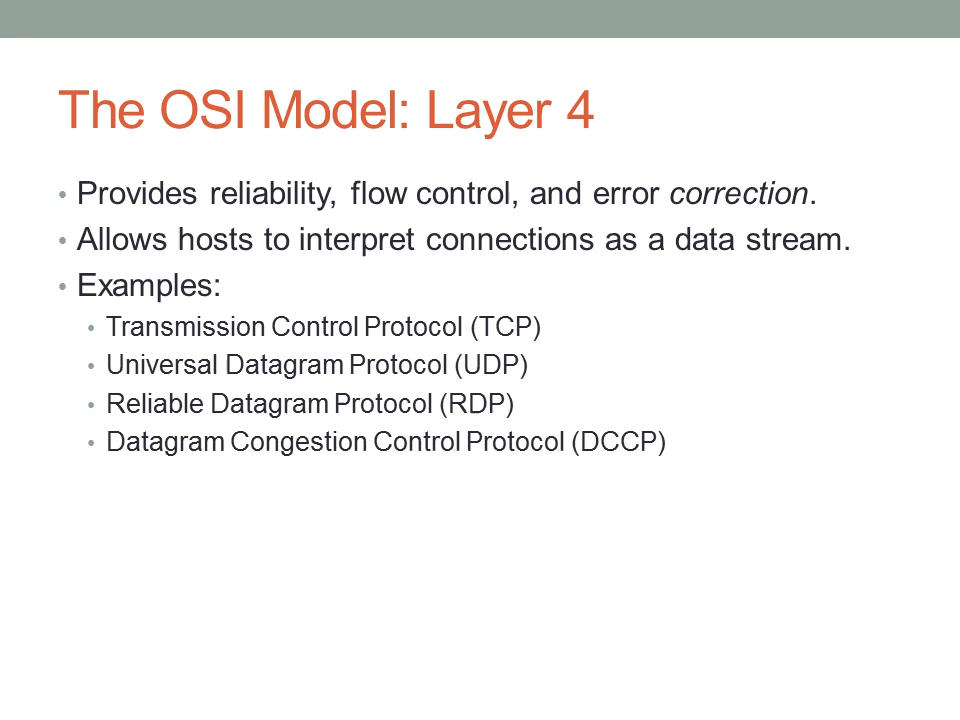 The OSI Model: Layer 4
• Provides reliability, flow control, and error correction.
• Allows hosts to interpret connections as a data stream.
• Examples:
• Transmission Control Protocol (TCP)
• Universal Datagram Protocol (UDP)
• Reliable Datagram Protocol (RDP)
• Datagram Congestion Control Protocol (DCCP)